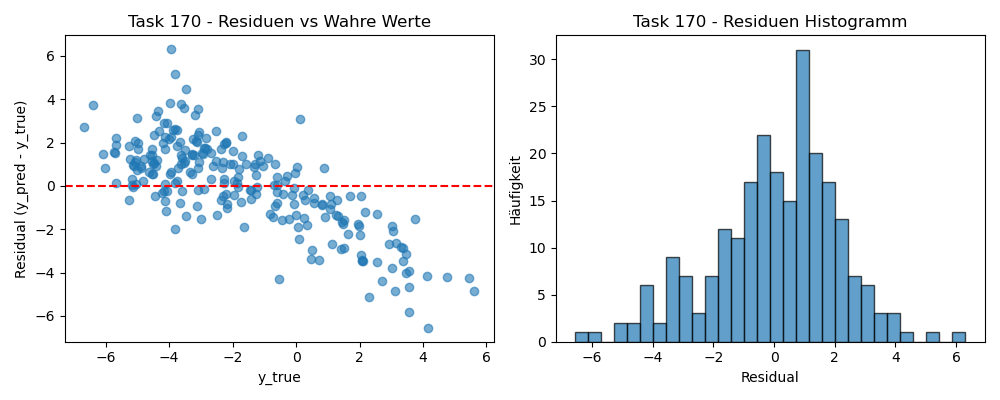 Task 170 - Residuen vs Wahre Werte
Residual (y_pred - y_true)
6
4
2
0
−2
−4
−6
−6 −4 −2 0 2 4 6
y_true
Task 170 - Residuen Histogramm
Häufigkeit
30
25
20
15
10
5
0
−6 −4 −2 0 2 4 6
Residual